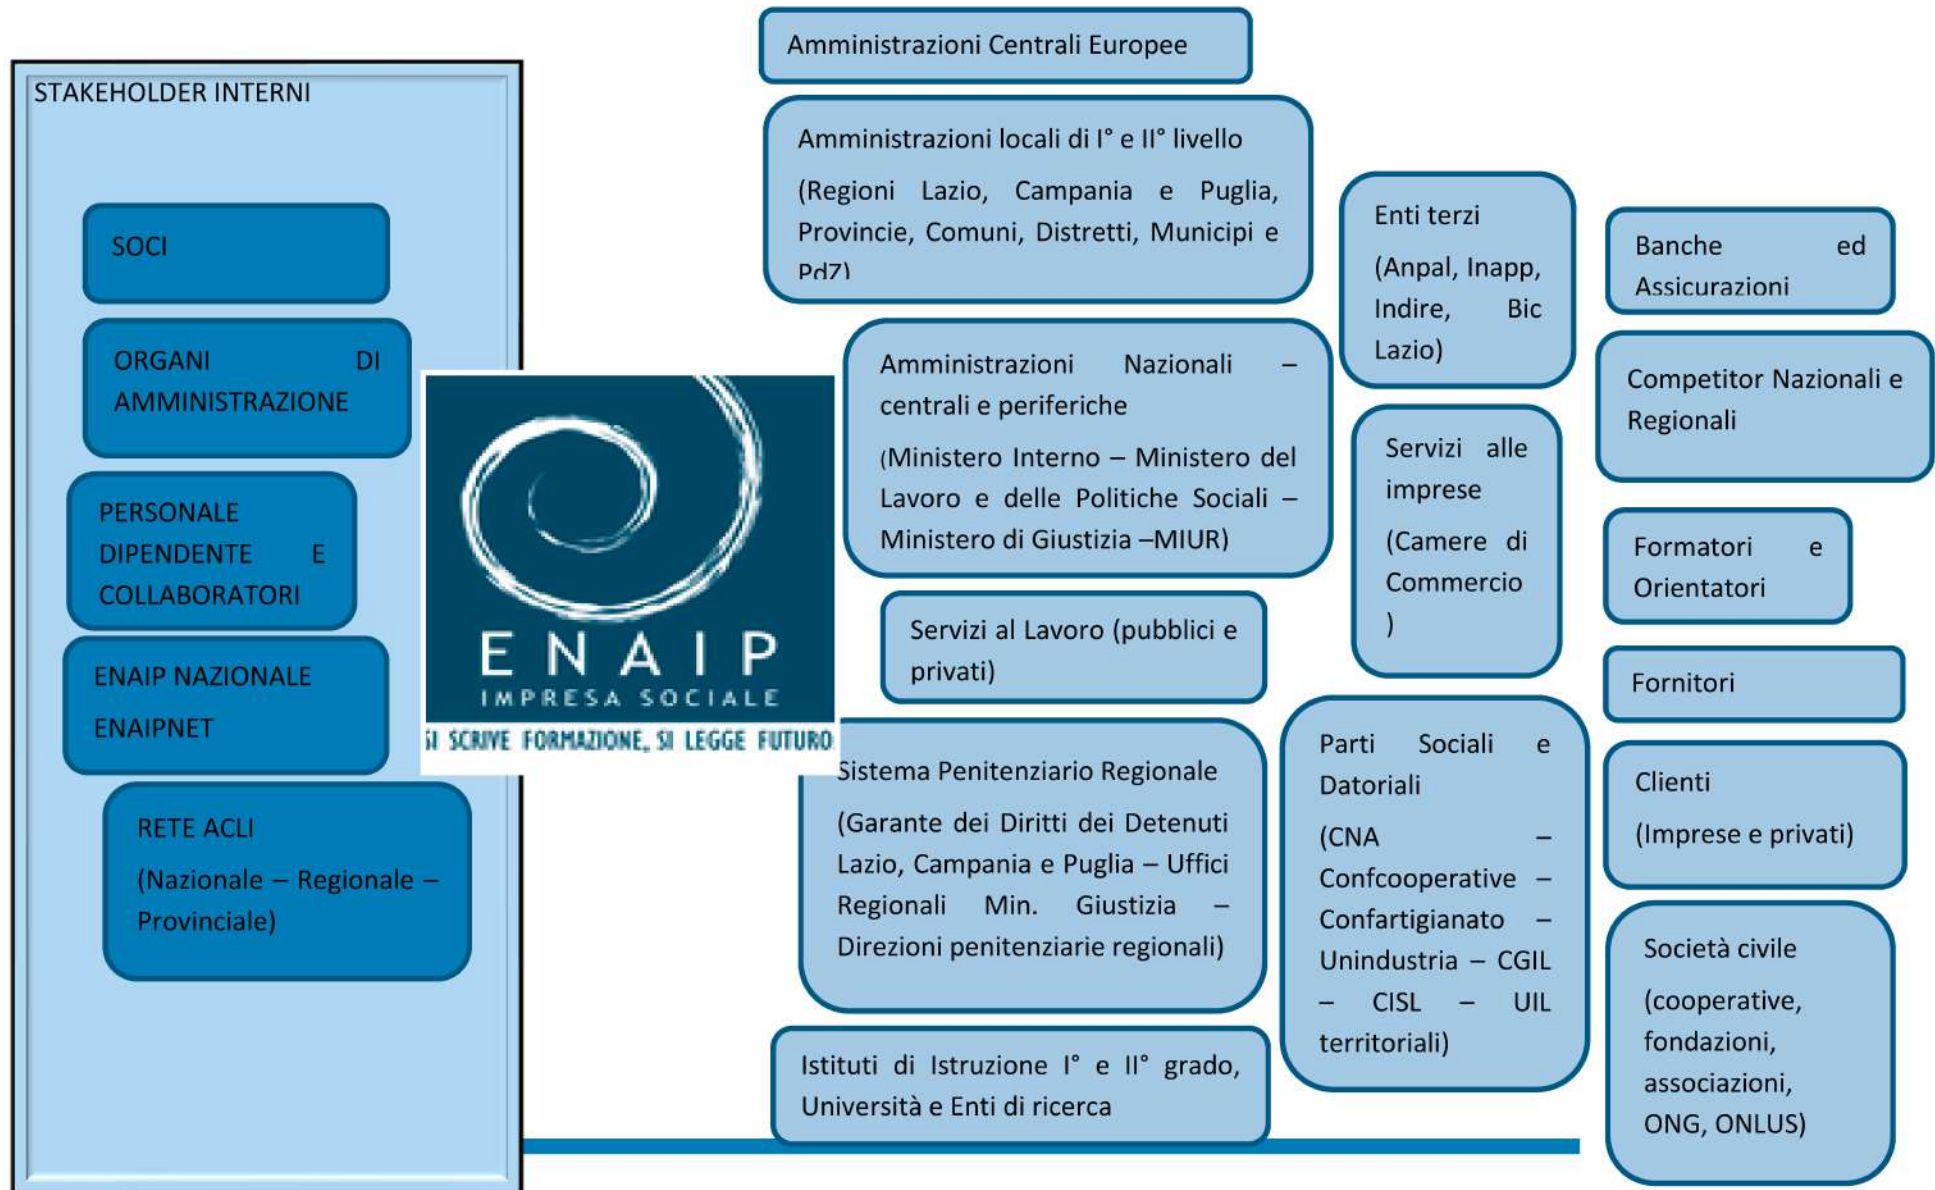 STAKEHOLDER INTERNI
SOCI
ORGANI DI
AMMINISTRAZIONE
PERSONALE
DIPENDENTE E
COLLABORATORI
ENAIP NAZIONALE
ENAIPNET
RETE ACLI
(Nazionale – Regionale –
Provinciale)
ENAIP
IMPRESA SOCIALE
SI SCRIVE FORMAZIONE, SI LEGGE FUTURO
Amministrazioni Centrali Europee
Amministrazioni locali di I° e II° livello
(Regioni Lazio, Campania e Puglia,
Provincie, Comuni, Distretti, Municipi e
PdZ)
Amministrazioni Nazionali –
centrali e periferiche
(Ministero Interno – Ministero del
Lavoro e delle Politiche Sociali –
Ministero di Giustizia –MIUR)
Servizi al Lavoro (pubblici e
privati)
Sistema Penitenziario Regionale
(Garante dei Diritti dei Detenuti
Lazio, Campania e Puglia – Uffici
Regionali Min. Giustizia –
Direzioni penitenziarie regionali)
Istituti di Istruzione I° e II° grado,
Università e Enti di ricerca
Enti terzi
(Anpal, Inapp,
Indire, Bic
Lazio)
Servizi alle
imprese
(Camere di
Commercio
)
Parti Sociali e
Datoriali
(CNA –
Confcooperative –
Confartigianato –
Unindustria – CGIL
– CISL – UIL
territoriali)
Banche ed
Assicurazioni
Competitor Nazionali e
Regionali
Formatori e
Orientatori
Fornitori
Clienti
(Imprese e privati)
Società civile
(cooperative,
fondazioni,
associazioni,
ONG, ONLUS)